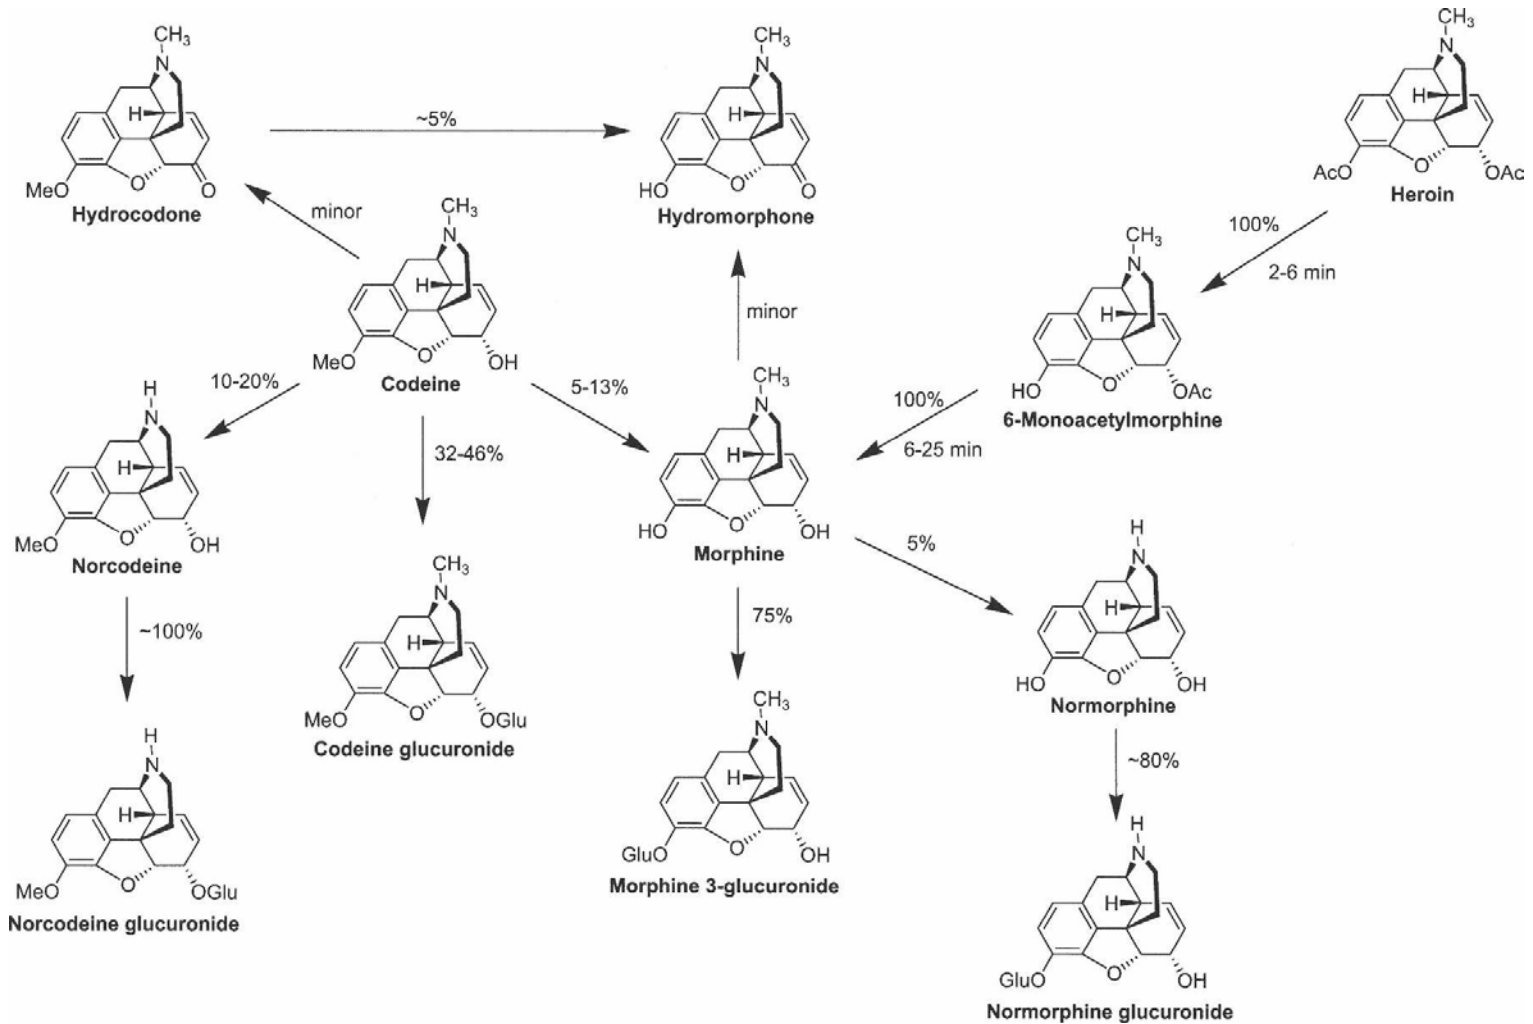 CH3
N
H
MeO
O
O
Hydrocodone
~5%
CH3
N
H
HO
O
O
Hydromorphone
CH3
N
H
AcO
O
OAc
Heroin
minor
CH3
N
H
MeO
O
OH
Codeine
minor
100%
2-6 min
CH3
N
H
HO
O
OAc
6-Monoacetylmorphine
10-20%
32-46%
5-13%
100%
6-25 min
H
N
H
MeO
O
OH
Norcodeine
CH3
N
H
HO
O
OH
Morphine
5%
~100%
CH3
N
H
MeO
O
OGlu
Codeine glucuronide
75%
H
N
H
HO
O
OH
Normorphine
H
N
H
MeO
O
OGlu
Norcodeine glucuronide
CH3
N
H
GluO
O
OH
Morphine 3-glucuronide
~80%
H
N
H
GluO
O
OH
Normorphine glucuronide